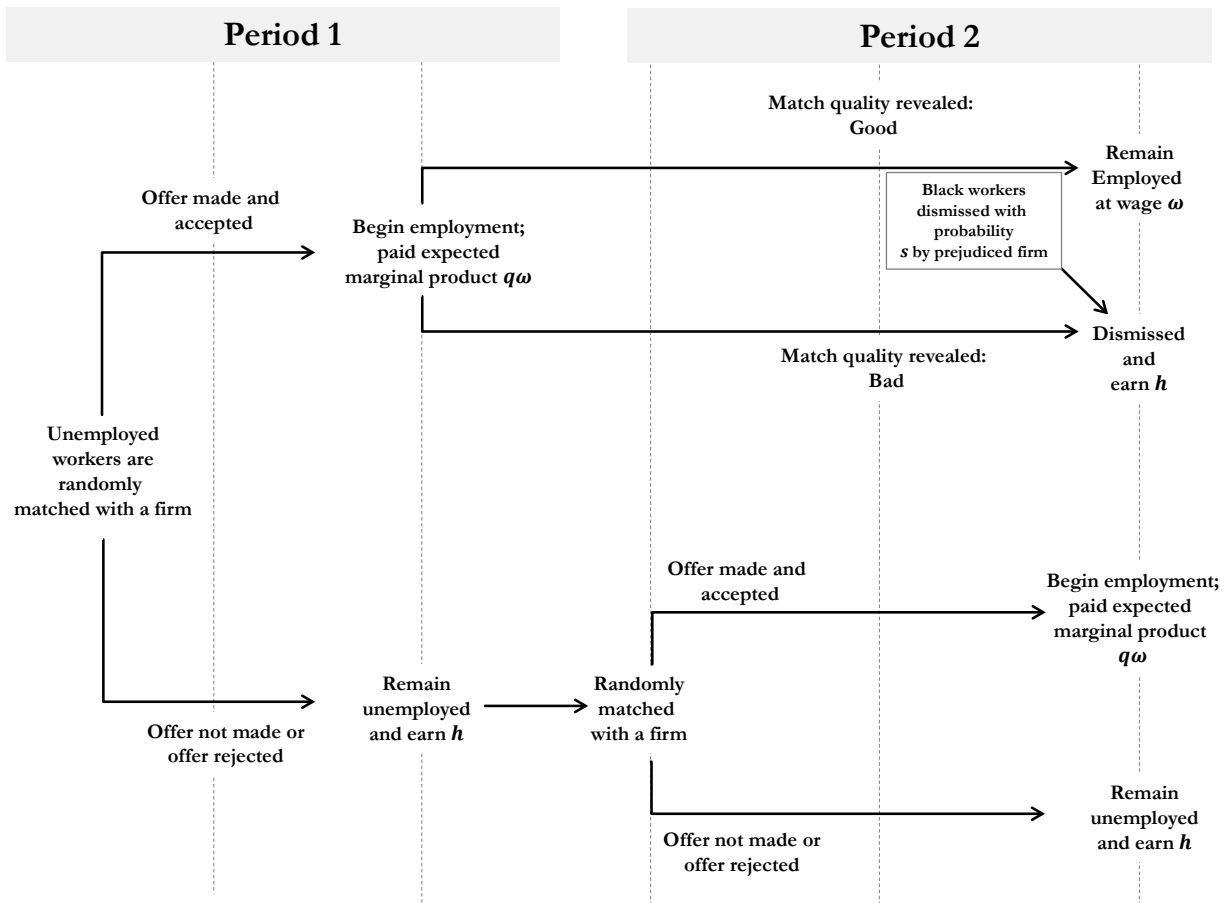 Period 1
Period 2
Match quality revealed:
Good
Remain
Employed
at wage ω
Offer made and
accepted
Black workers
dismissed with
probability
s by prejudiced firm
Begin employment;
paid expected
marginal product qω
Match quality revealed:
Bad
Dismissed
and
earn h
Unemployed
workers are
randomly
matched with a firm
Offer made and
accepted
Begin employment;
paid expected
marginal product
qω
Remain
unemployed
and earn h
Randomly
matched
with a firm
Offer not made or
offer rejected
Remain
unemployed
and earn h
Offer not made or
offer rejected